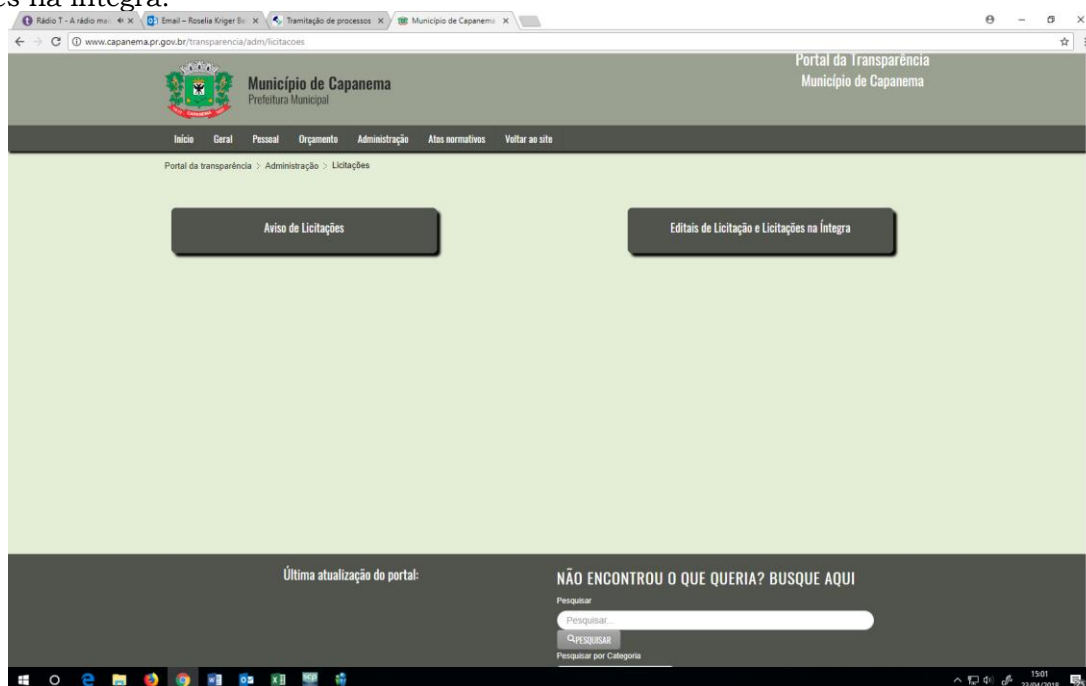 es na íntegra.
Rádio T - A rádio mai
Email – Roselia Kriger Be
Tramitação de processos
Município de Capanema
www.capanema.pr.gov.br/transparencia/adm/licitacoes
Portal da Transparência
Município de Capanema
Município de Capanema
Prefeitura Municipal
Início Geral Pessoal Orçamento Administração Atos normativos Voltar ao site
Portal da transparência > Administração > Licitações
Aviso de Licitações
Editais de Licitação e Licitações na Íntegra
Última atualização do portal:
NÃO ENCONTROU O QUE QUERIA? BUSQUE AQUI
Pesquisar
Pesquisar...
PESQUISAR
Pesquisar por Categoria
15:01
23/04/2018